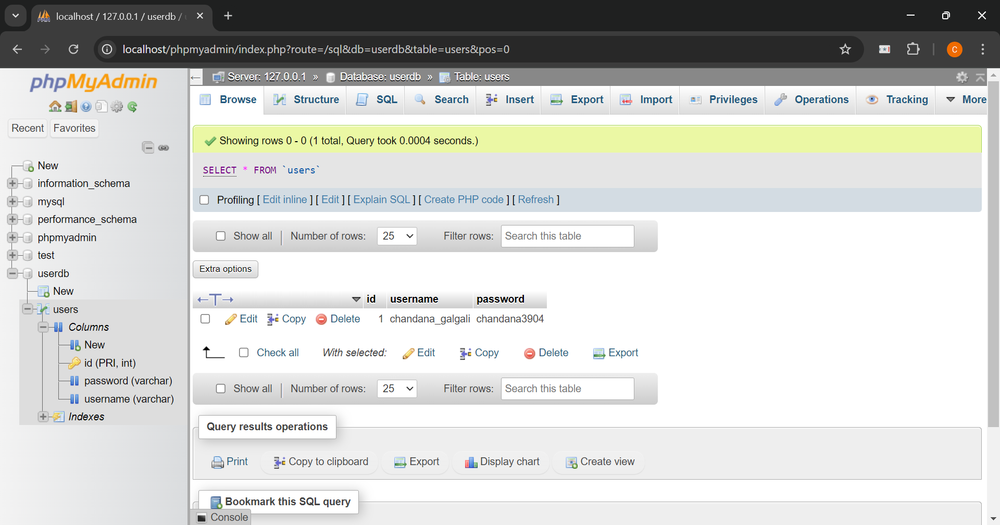 localhost / 127.0.0.1 / userdb /
localhost/phpmyadmin/index.php?route=/sql&db=userdb&table=users&pos=0
C
phpMyAdmin
Recent Favorites
New
information_schema
mysql
performance_schema
phpmyadmin
test
userdb
New
users
Columns
New
id (PRI, int)
password (varchar)
username (varchar)
Indexes
Server: 127.0.0.1 » Database: userdb » Table: users
Browse Structure SQL Search Insert Export Import Privileges Operations Tracking More
Showing rows 0 - 0 (1 total, Query took 0.0004 seconds.)
SELECT * FROM `users`
Profiling [ Edit inline ] [ Edit ] [ Explain SQL ] [ Create PHP code ] [ Refresh ]
Show all | Number of rows: 25 Filter rows: Search this table
Extra options
id username password
Edit Copy Delete 1 chandana_galgali chandana3904
Check all With selected: Edit Copy Delete Export
Show all | Number of rows: 25 Filter rows: Search this table
Query results operations
Print Copy to clipboard Export Display chart Create view
Bookmark this SQL query
Console